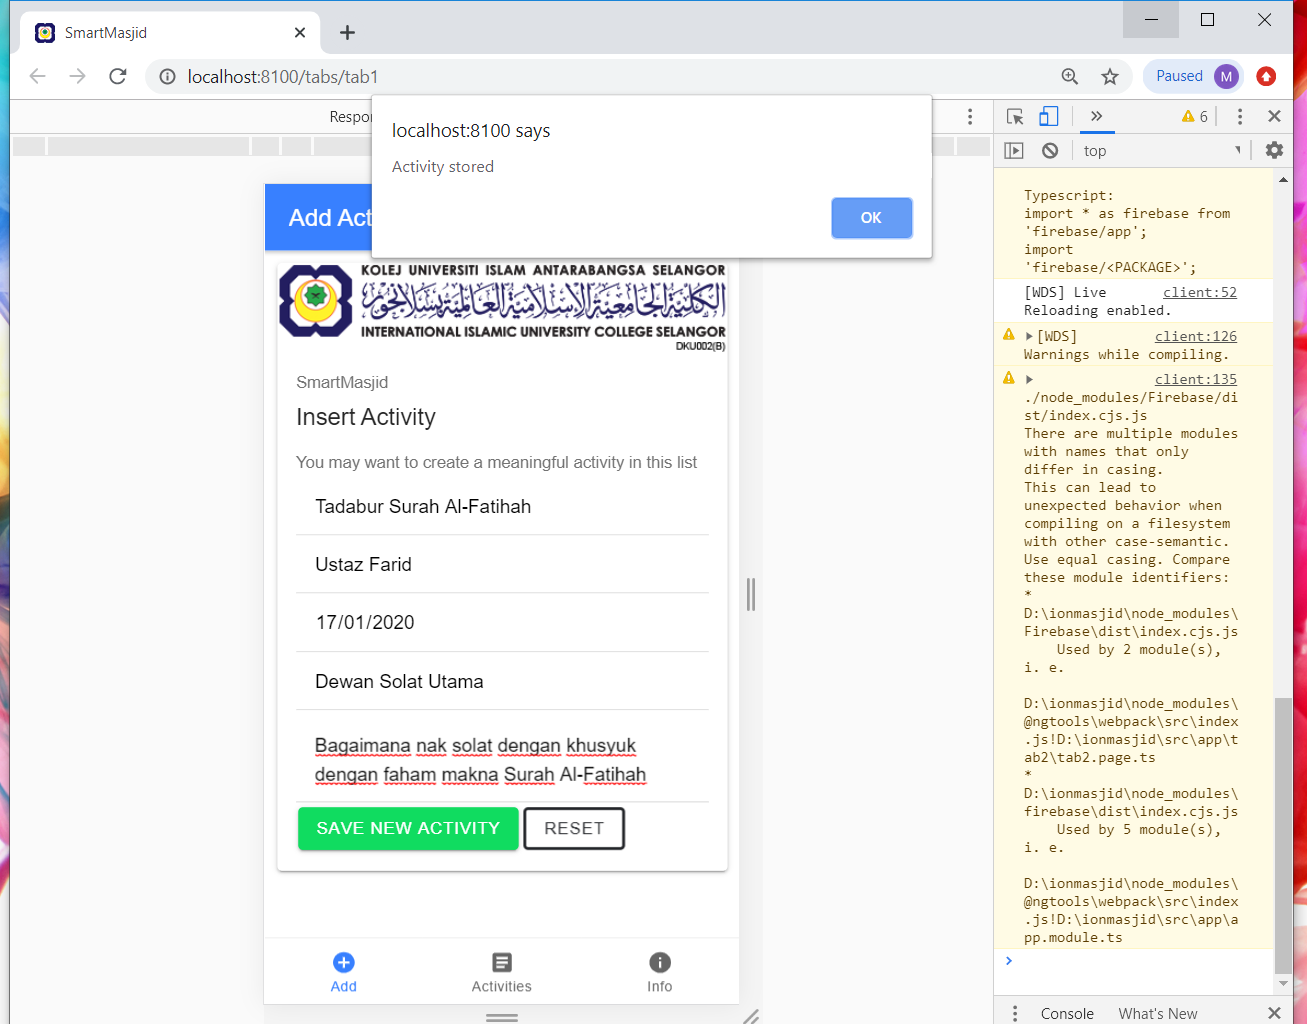 SmartMasjid
localhost:8100/tabs/tab1
Paused
M
Respon
localhost:8100 says
Activity stored
OK
Add Act
KOLEJ UNIVERSITI ISLAM ANTARABANGSA SELANGOR
الكلية الجامعية الإسلامية العالمية بسلانجور
INTERNATIONAL ISLAMIC UNIVERSITY COLLEGE SELANGOR
DKU002(B)
SmartMasjid
Insert Activity
You may want to create a meaningful activity in this list
Tadabur Surah Al-Fatihah
Ustaz Farid
17/01/2020
Dewan Solat Utama
Bagaimana nak solat dengan khusyuk
dengan faham makna Surah Al-Fatihah
SAVE NEW ACTIVITY
RESET
Add
Activities
Info
6
top
Typescript:
import * as firebase from
'firebase/app';
import
'firebase/<PACKAGE>';
[WDS] Live client:52
Reloading enabled.
[WDS] client:126
Warnings while compiling.
client:135
./node_modules/Firebase/di
st/index.cjs.js
There are multiple modules
with names that only
differ in casing.
This can lead to
unexpected behavior when
compiling on a filesystem
with other case-semantic.
Use equal casing. Compare
these module identifiers:
*
D:\ionmasjid\node_modules\
Firebase\dist\index.cjs.js
Used by 2 module(s),
i. e.
D:\ionmasjid\node_modules\
@ngtools\webpack\src\index
.js!D:\ionmasjid\src\app\t
ab2\tab2.page.ts
*
D:\ionmasjid\node_modules\
firebase\dist\index.cjs.js
Used by 5 module(s),
i. e.
D:\ionmasjid\node_modules\
@ngtools\webpack\src\index
.js!D:\ionmasjid\src\app\a
pp.module.ts
Console
What's New